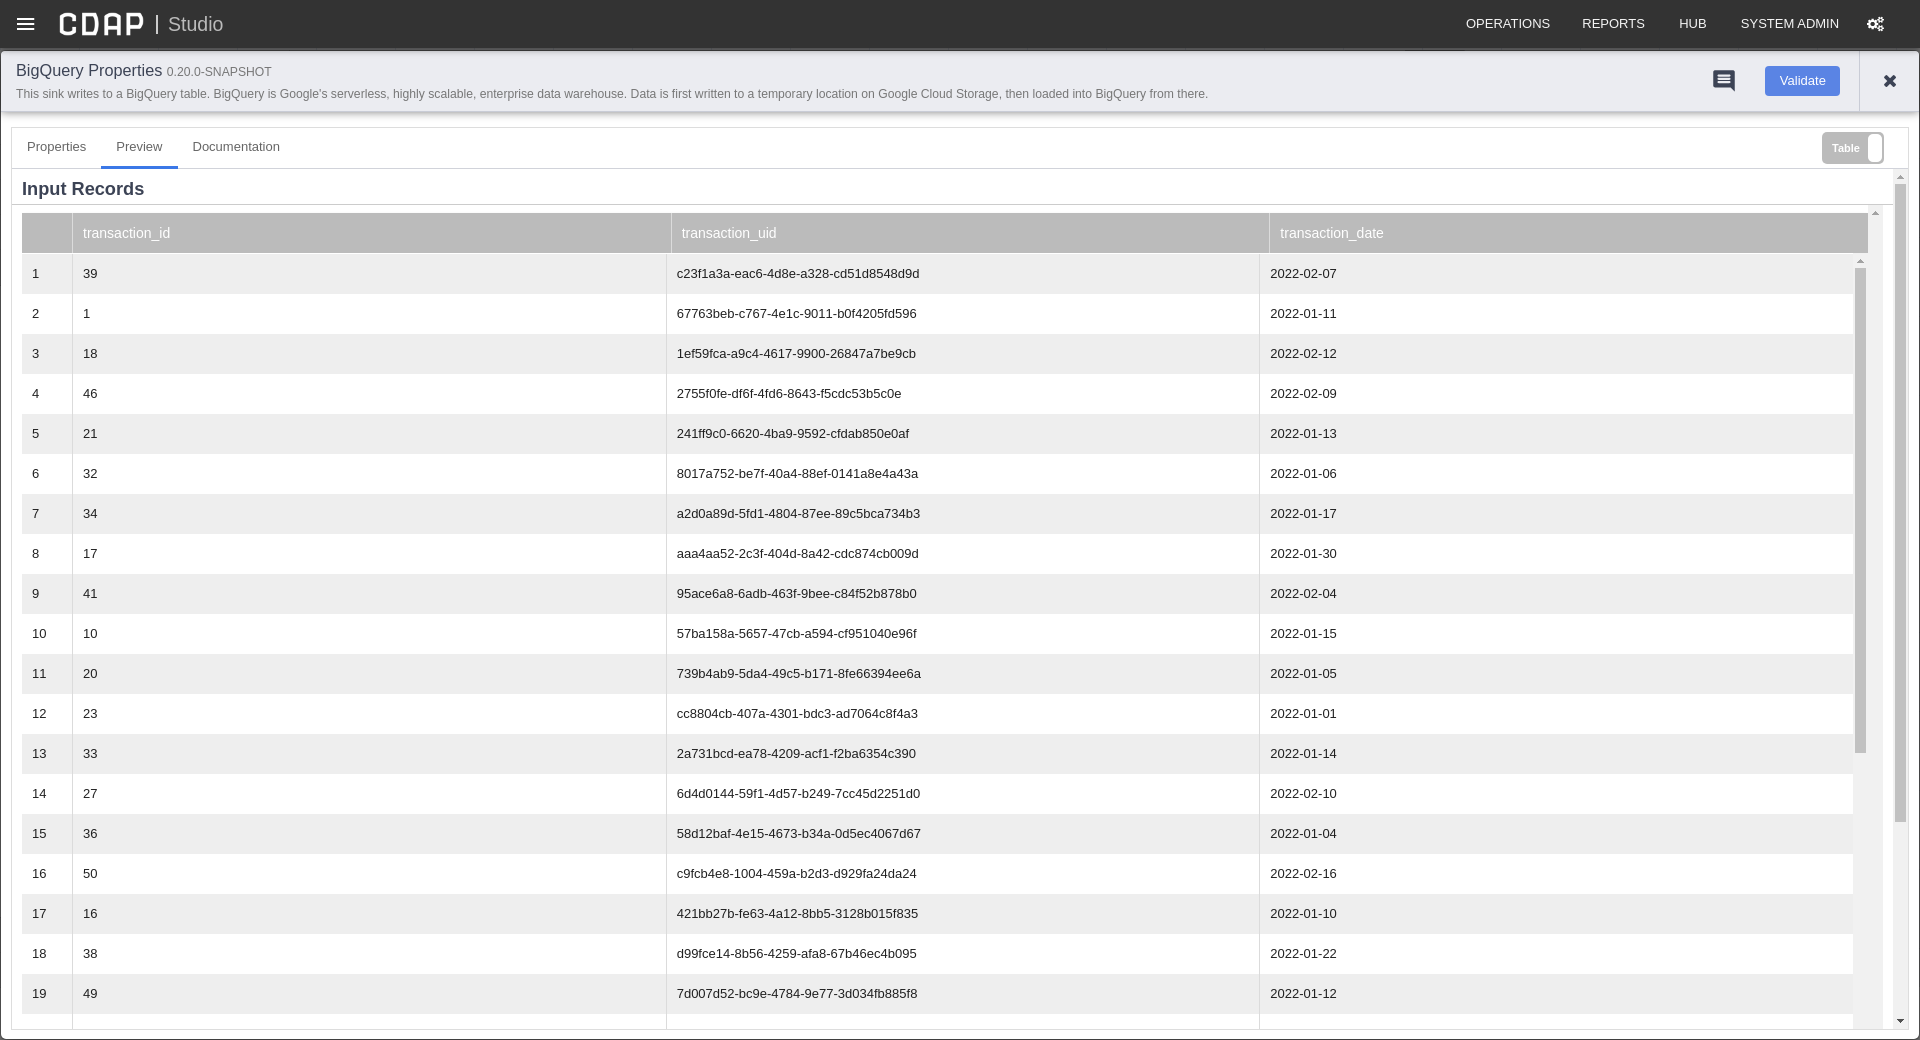 CDAP | Studio OPERATIONS REPORTS HUB SYSTEM ADMIN
BigQuery Properties 0.20.0-SNAPSHOT
This sink writes to a BigQuery table. BigQuery is Google's serverless, highly scalable, enterprise data warehouse. Data is first written to a temporary location on Google Cloud Storage, then loaded into BigQuery from there.
Validate
Properties Preview Documentation Table
Input Records
transaction_id transaction_uid transaction_date
1 39 c23f1a3a-eac6-4d8e-a328-cd51d8548d9d 2022-02-07
2 1 67763beb-c767-4e1c-9011-b0f4205fd596 2022-01-11
3 18 1ef59fca-a9c4-4617-9900-26847a7be9cb 2022-02-12
4 46 2755f0fe-df6f-4fd6-8643-f5cdc53b5c0e 2022-02-09
5 21 241ff9c0-6620-4ba9-9592-cfdab850e0af 2022-01-13
6 32 8017a752-be7f-40a4-88ef-0141a8e4a43a 2022-01-06
7 34 a2d0a89d-5fd1-4804-87ee-89c5bca734b3 2022-01-17
8 17 aaa4aa52-2c3f-404d-8a42-cdc874cb009d 2022-01-30
9 41 95ace6a8-6adb-463f-9bee-c84f52b878b0 2022-02-04
10 10 57ba158a-5657-47cb-a594-cf951040e96f 2022-01-15
11 20 739b4ab9-5da4-49c5-b171-8fe66394ee6a 2022-01-05
12 23 cc8804cb-407a-4301-bdc3-ad7064c8f4a3 2022-01-01
13 33 2a731bcd-ea78-4209-acf1-f2ba6354c390 2022-01-14
14 27 6d4d0144-59f1-4d57-b249-7cc45d2251d0 2022-02-10
15 36 58d12baf-4e15-4673-b34a-0d5ec4067d67 2022-01-04
16 50 c9fcb4e8-1004-459a-b2d3-d929fa24da24 2022-02-16
17 16 421bb27b-fe63-4a12-8bb5-3128b015f835 2022-01-10
18 38 d99fce14-8b56-4259-afa8-67b46ec4b095 2022-01-22
19 49 7d007d52-bc9e-4784-9e77-3d034fb885f8 2022-01-12